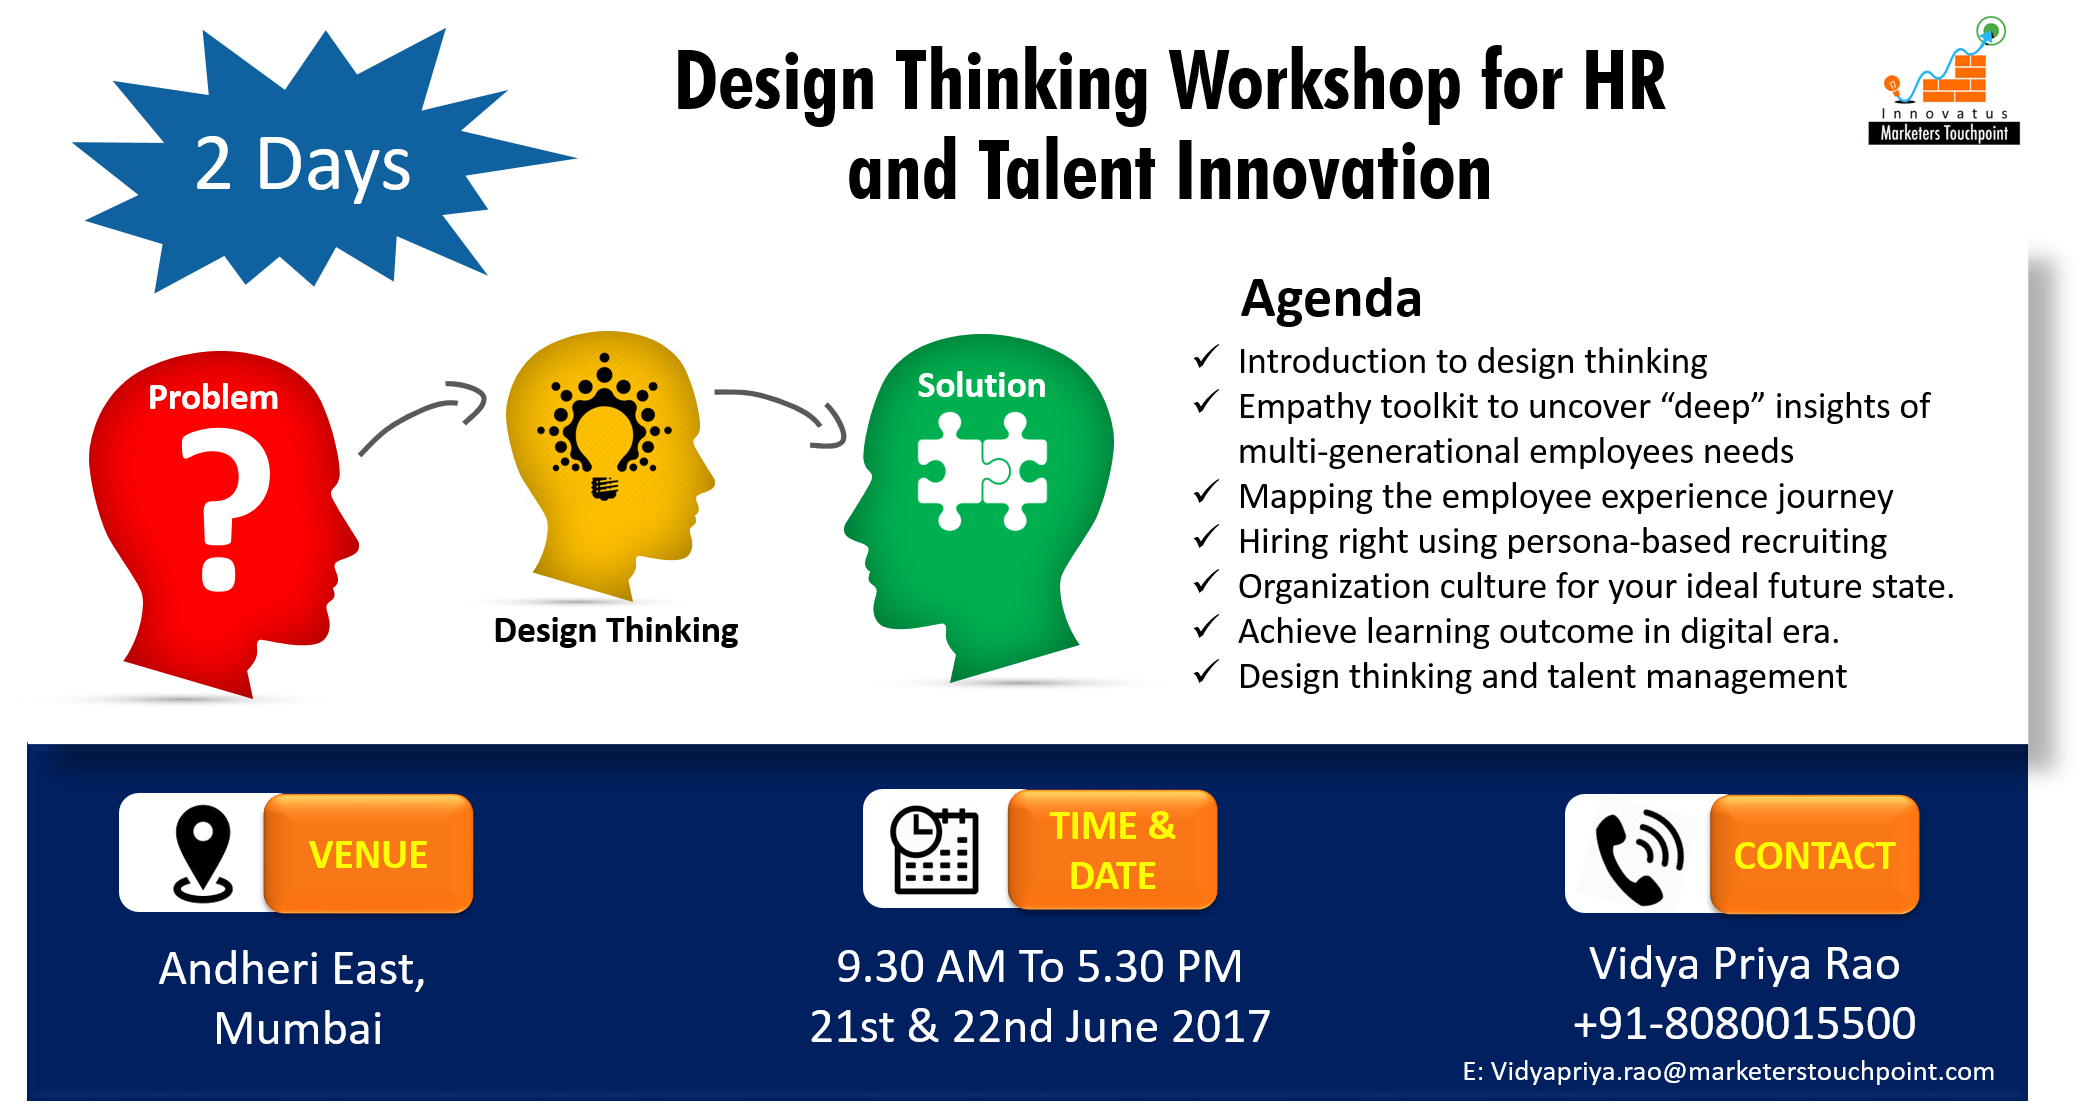 2 Days
Design Thinking Workshop for HR
and Talent Innovation
Innovatus
Marketers Touchpoint
Problem
?
Design Thinking
Solution
Agenda
✓ Introduction to design thinking
✓ Empathy toolkit to uncover “deep” insights of
multi-generational employees needs
✓ Mapping the employee experience journey
✓ Hiring right using persona-based recruiting
✓ Organization culture for your ideal future state.
✓ Achieve learning outcome in digital era.
✓ Design thinking and talent management
VENUE
Andheri East,
Mumbai
TIME &
DATE
9.30 AM To 5.30 PM
21st & 22nd June 2017
CONTACT
Vidya Priya Rao
+91-8080015500
E: Vidyapriya.rao@marketerstouchpoint.com